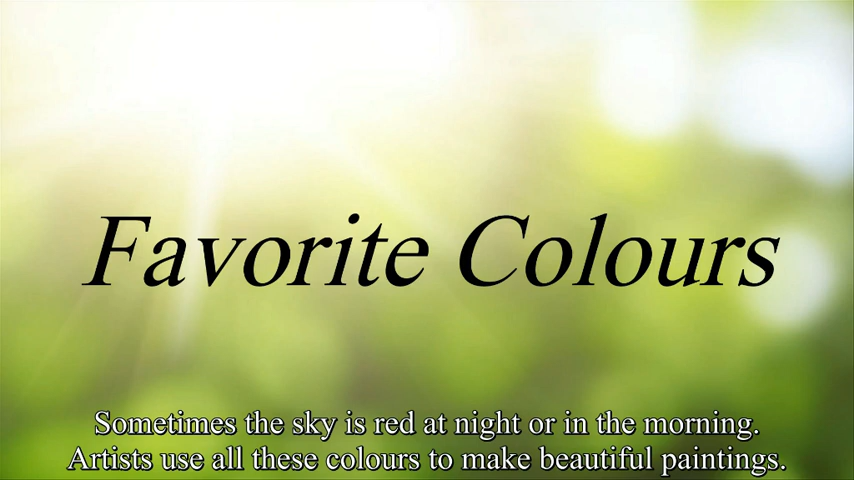 Favorite Colours
Sometimes the sky is red at night or in the morning.
Artists use all these colours to make beautiful paintings.